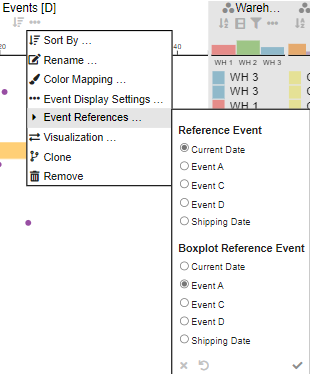 Events [D]
Wareh...
20
40
WH 1 WH 2 WH 3
WH 3
WH 3
WH 1
Sort By ...
Rename ...
Color Mapping ...
Event Display Settings ...
Event References ...
Visualization ...
Clone
Remove
Reference Event
Current Date
Event A
Event C
Event D
Shipping Date
Boxplot Reference Event
Current Date
Event A
Event C
Event D
Shipping Date